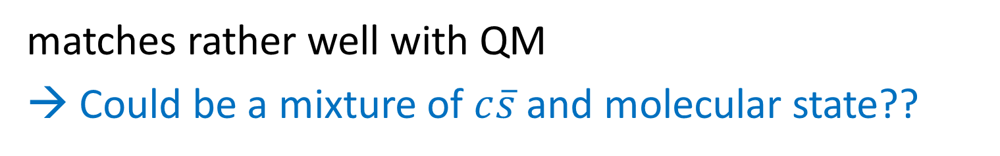 matches rather well with QM
→ Could be a mixture of cs̄ and molecular state??